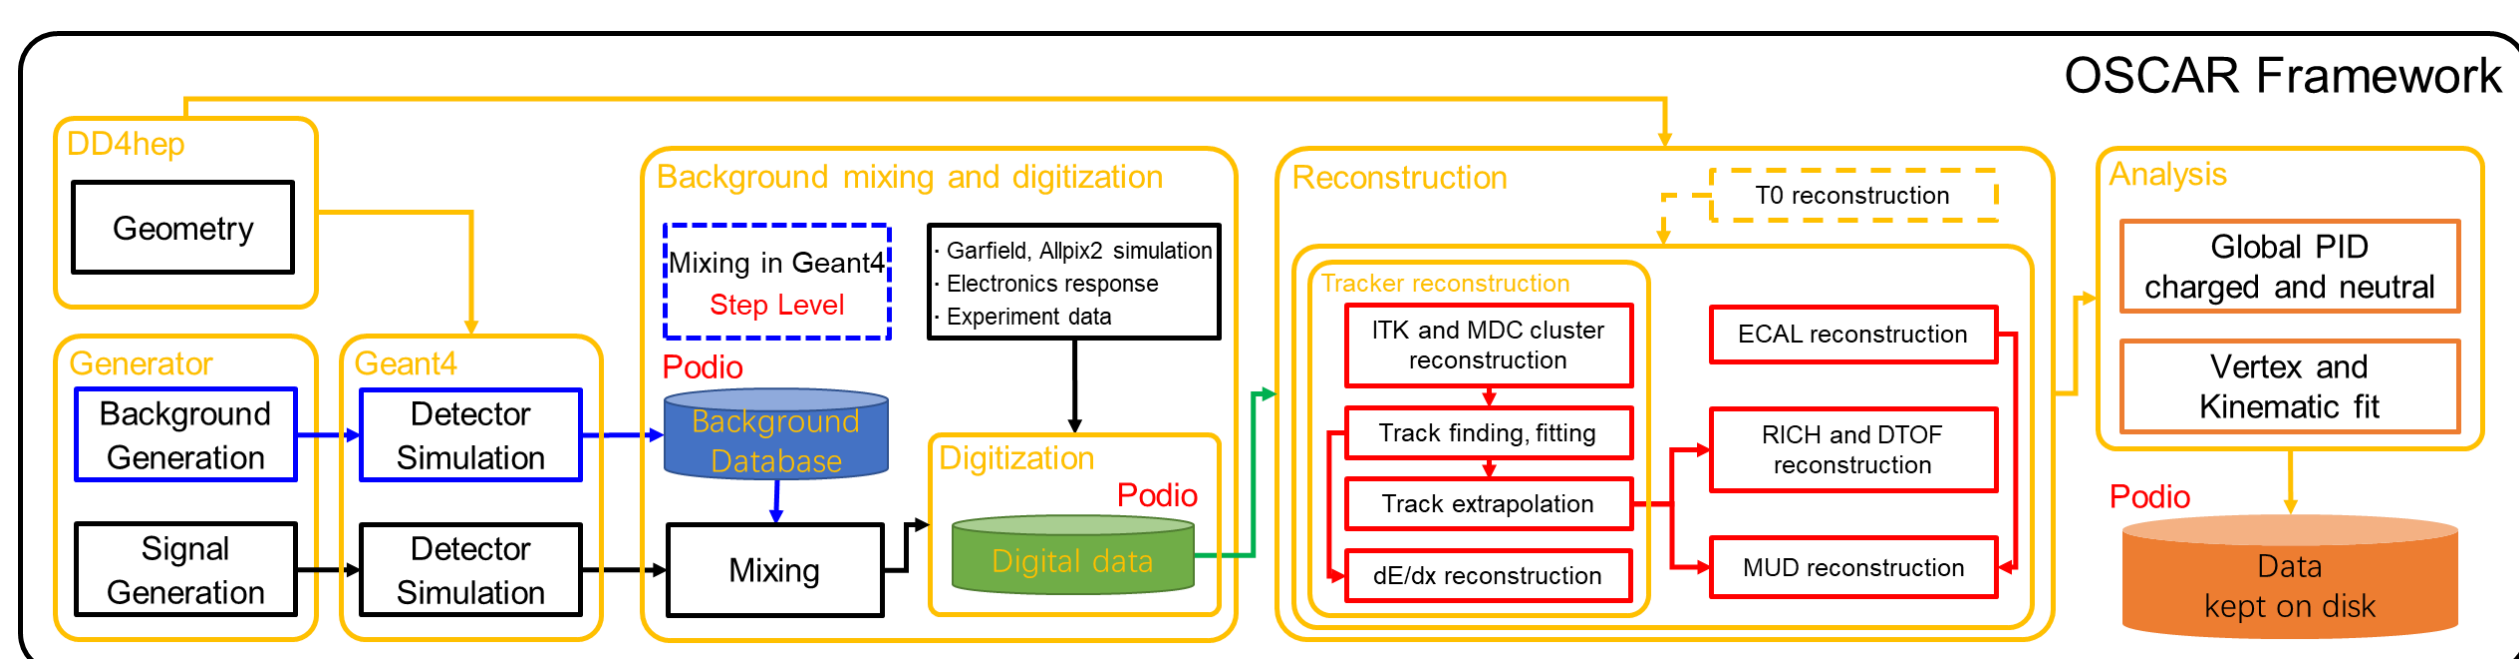 OSCAR Framework
DD4hep
Geometry
Generator
Background
Generation
Signal
Generation
Geant4
Detector
Simulation
Detector
Simulation
Background mixing and digitization
Mixing in Geant4
Step Level
· Garfield, Allpix2 simulation
· Electronics response
· Experiment data
Podio
Background
Database
Mixing
Digitization
Podio
Digital data
Reconstruction
T0 reconstruction
Tracker reconstruction
ITK and MDC cluster
reconstruction
Track finding, fitting
Track extrapolation
dE/dx reconstruction
ECAL reconstruction
RICH and DTOF
reconstruction
MUD reconstruction
Analysis
Global PID
charged and neutral
Vertex and
Kinematic fit
Podio
Data
kept on disk